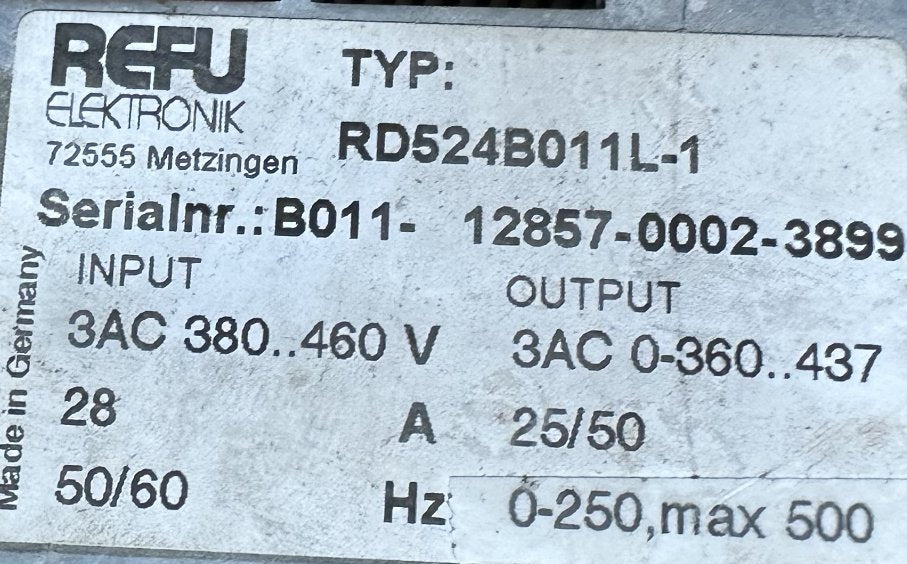 REFU
ELEKTRONIK
72555 Metzingen
TYP:
RD524B011L-1
Serialnr.: B011- 12857-0002-3899
INPUT OUTPUT
3AC 380..460 V 3AC 0-360..437
28 A 25/50
50/60 Hz 0-250,max 500
Made in Germany